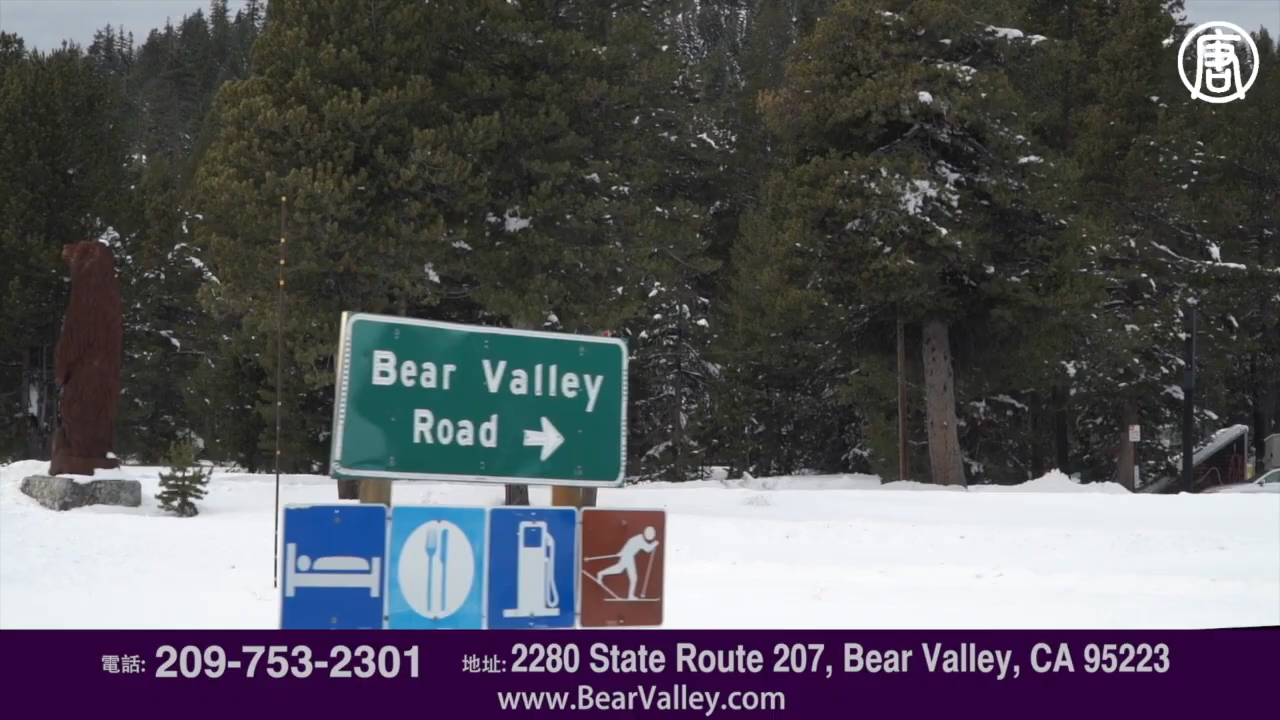 唐
Bear Valley
Road
電話: 209-753-2301
地址: 2280 State Route 207, Bear Valley, CA 95223
www.BearValley.com